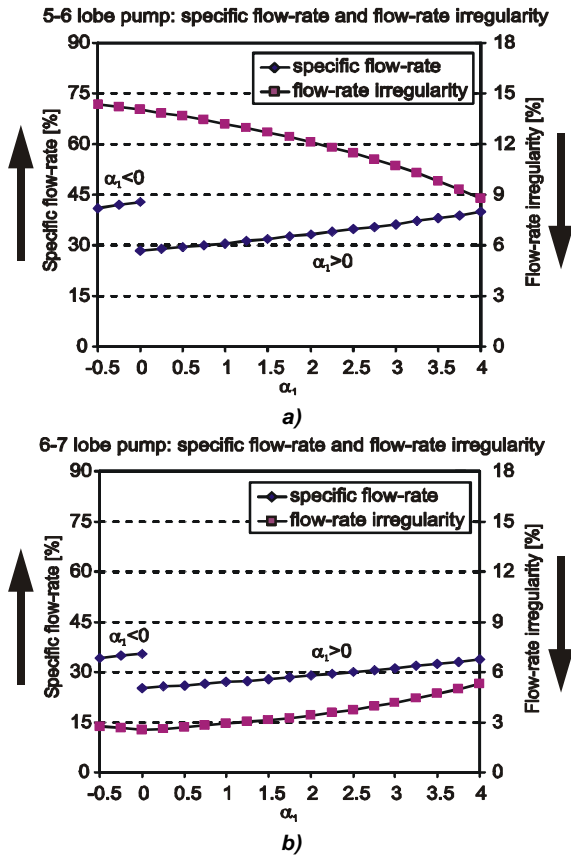 5-6 lobe pump: specific flow-rate and flow-rate irregularity
90
75
60
45
30
15
0
Specific flow-rate [%]
18
15
12
9
6
3
0
Flow-rate irregularity [%]
specific flow-rate
flow-rate irregularity
α1<0
α1>0
-0.5 0 0.5 1 1.5 2 2.5 3 3.5 4
α1
a)
6-7 lobe pump: specific flow-rate and flow-rate irregularity
90
75
60
45
30
15
0
Specific flow-rate [%]
18
15
12
9
6
3
0
Flow-rate irregularity [%]
specific flow-rate
flow-rate irregularity
α1<0
α1>0
-0.5 0 0.5 1 1.5 2 2.5 3 3.5 4
α1
b)